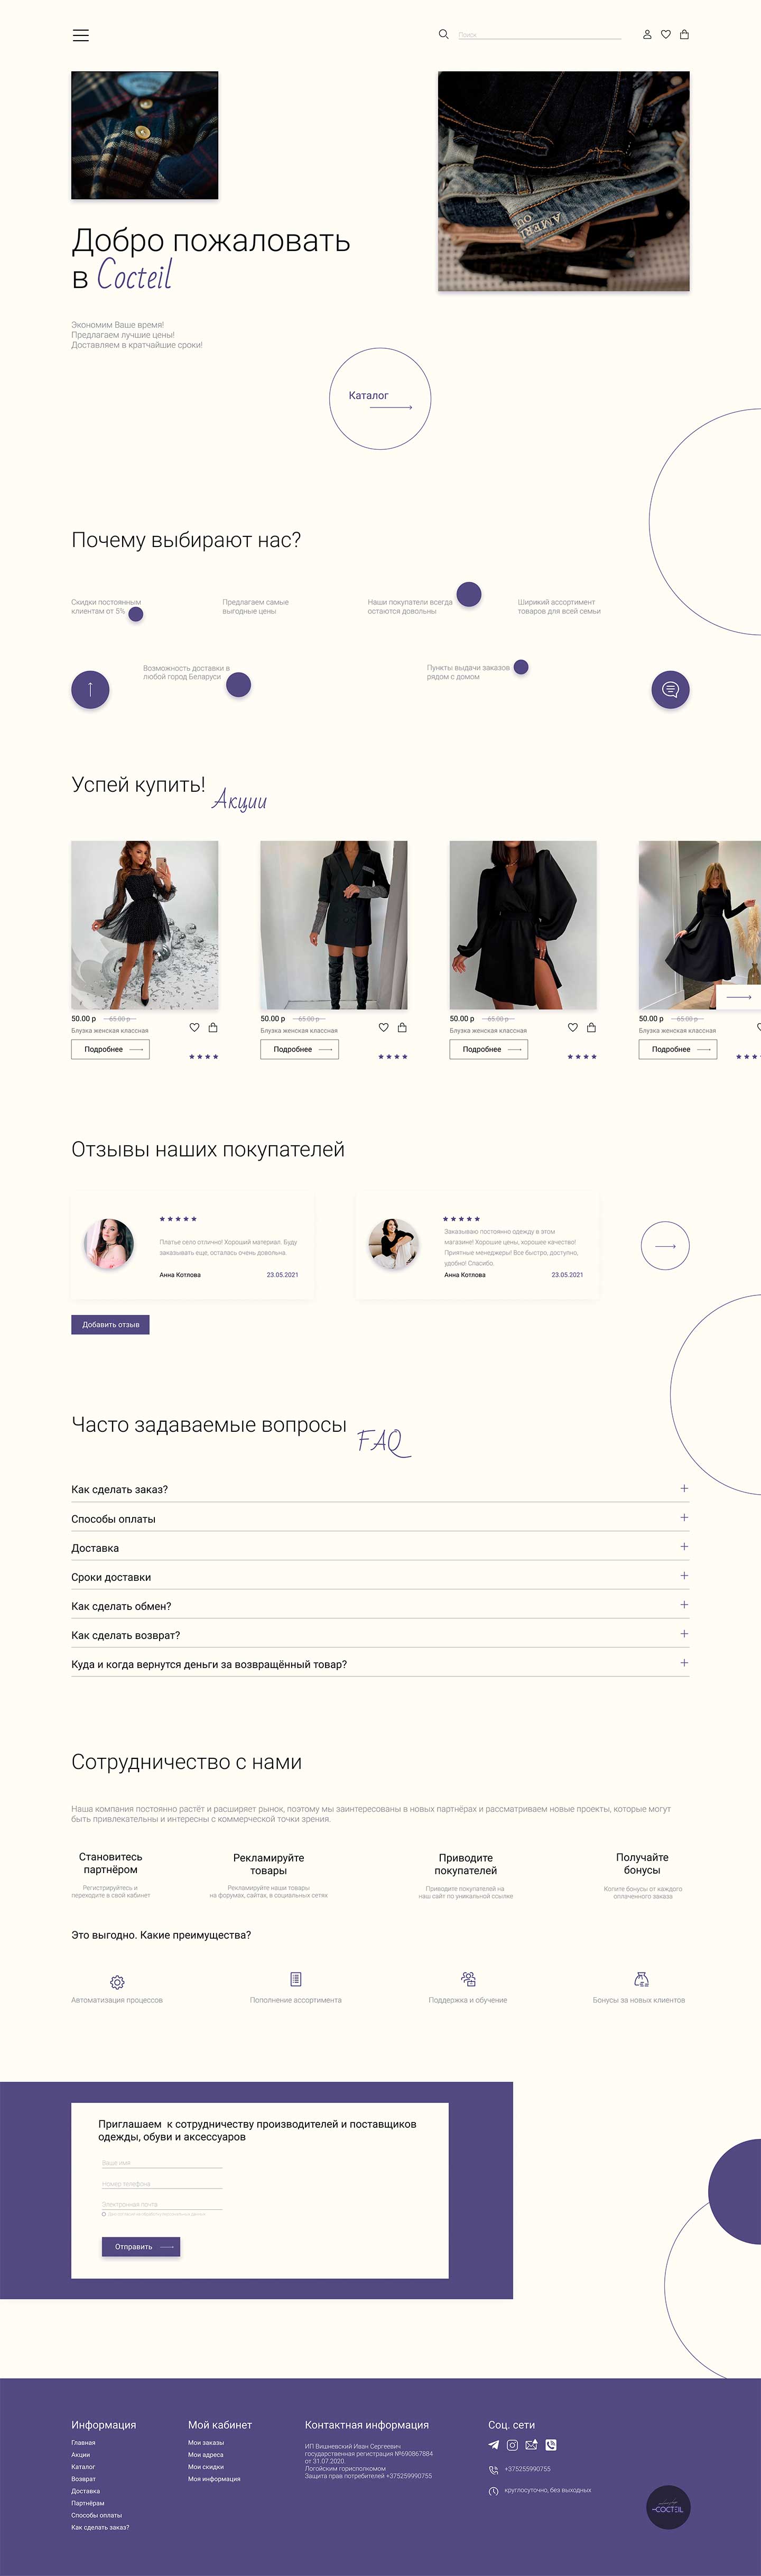 Поиск
AMERI
OUI
Добро пожаловать
в Cocteil
Экономим Ваше время!
Предлагаем лучшие цены!
Доставляем в кратчайшие сроки!
Каталог
Почему выбирают нас?
Скидки постоянным
клиентам от 5%
Предлагаем самые
выгодные цены
Наши покупатели всегда
остаются довольны
Ширикий ассортимент
товаров для всей семьи
Возможность доставки в
любой город Беларуси
Пункты выдачи заказов
рядом с домом
Успей купить!
Акции
50.00 р 65.00 р
Блузка женская классная
Подробнее
50.00 р 65.00 р
Блузка женская классная
Подробнее
50.00 р 65.00 р
Блузка женская классная
Подробнее
50.00 р 65.00 р
Блузка женская классная
Подробнее
Отзывы наших покупателей
Платье село отлично! Хороший материал. Буду
заказывать еще, осталась очень довольна.
Анна Котлова 23.05.2021
Заказываю постоянно одежду в этом
магазине! Хорошие цены, хорошее качество!
Приятные менеджеры! Все быстро, доступно,
удобно! Спасибо.
Анна Котлова 23.05.2021
Добавить отзыв
Часто задаваемые вопросы
FAQ
Как сделать заказ?
Способы оплаты
Доставка
Сроки доставки
Как сделать обмен?
Как сделать возврат?
Куда и когда вернутся деньги за возвращённый товар?
Сотрудничество с нами
Наша компания постоянно растёт и расширяет рынок, поэтому мы заинтересованы в новых партнёрах и рассматриваем новые проекты, которые могут
быть привлекательны и интересны с коммерческой точки зрения.
Становитесь
партнёром
Регистрируйтесь и
переходите в свой кабинет
Рекламируйте
товары
Рекламируйте наши товары
на форумах, сайтах, в социальных сетях
Приводите
покупателей
Приводите покупателей на
наш сайт по уникальной ссылке
Получайте
бонусы
Копите бонусы от каждого
оплаченного заказа
Это выгодно. Какие преимущества?
Автоматизация процессов
Пополнение ассортимента
Поддержка и обучение
Бонусы за новых клиентов
Приглашаем к сотрудничеству производителей и поставщиков
одежды, обуви и аксессуаров
Ваше имя
Номер телефона
Электронная почта
Отправить
Информация
Главная
Акции
Каталог
Возврат
Доставка
Партнёрам
Способы оплаты
Как сделать заказ?
Мой кабинет
Мои заказы
Мои адреса
Мои скидки
Моя информация
Контактная информация
ИП Вишневский Иван Сергеевич
государственная регистрация №690867884
от 31.07.2020.
Логойским горисполкомом
Защита прав потребителей +375259990755
Соц. сети
+375255990755
круглосуточно, без выходных
COCTEIL